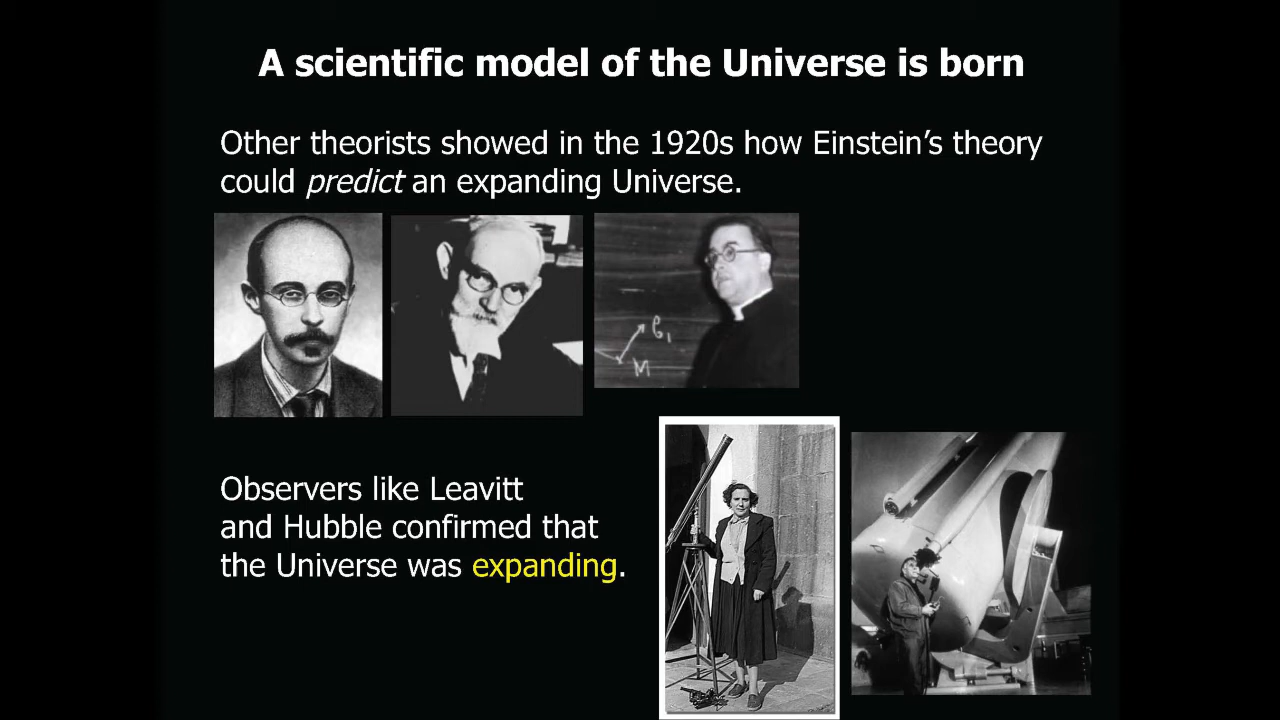 A scientific model of the Universe is born
Other theorists showed in the 1920s how Einstein’s theory
could predict an expanding Universe.
C₁
M
Observers like Leavitt
and Hubble confirmed that
the Universe was expanding.